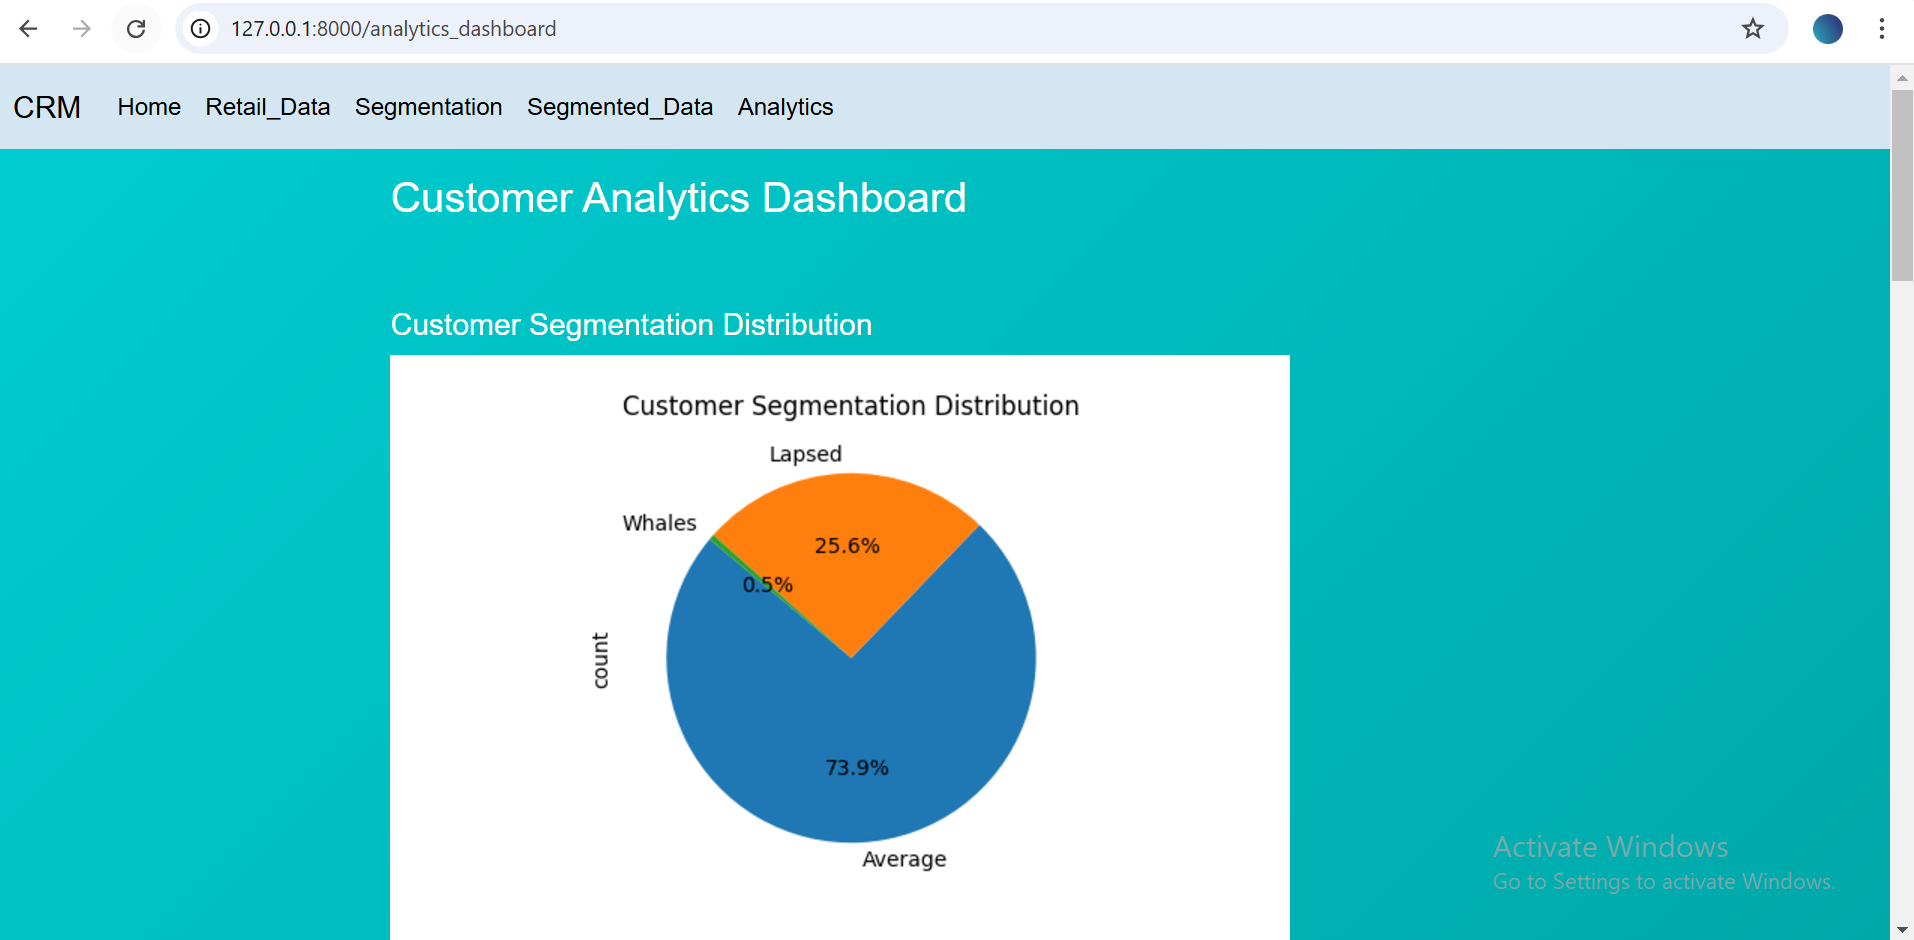 127.0.0.1:8000/analytics_dashboard
CRM Home Retail_Data Segmentation Segmented_Data Analytics
Customer Analytics Dashboard
Customer Segmentation Distribution
Customer Segmentation Distribution
Lapsed
Whales
25.6%
0.5%
count
73.9%
Average
Activate Windows
Go to Settings to activate Windows.